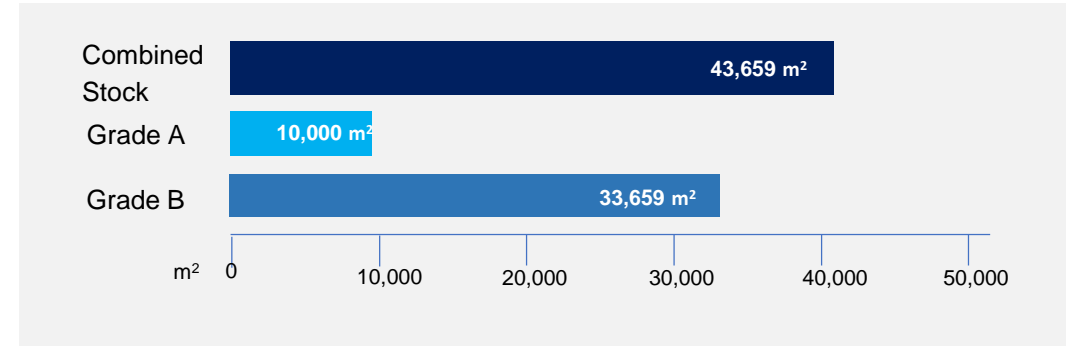 Combined
Stock
43,659 m²
Grade A
10,000 m²
Grade B
33,659 m²
m² 0 10,000 20,000 30,000 40,000 50,000